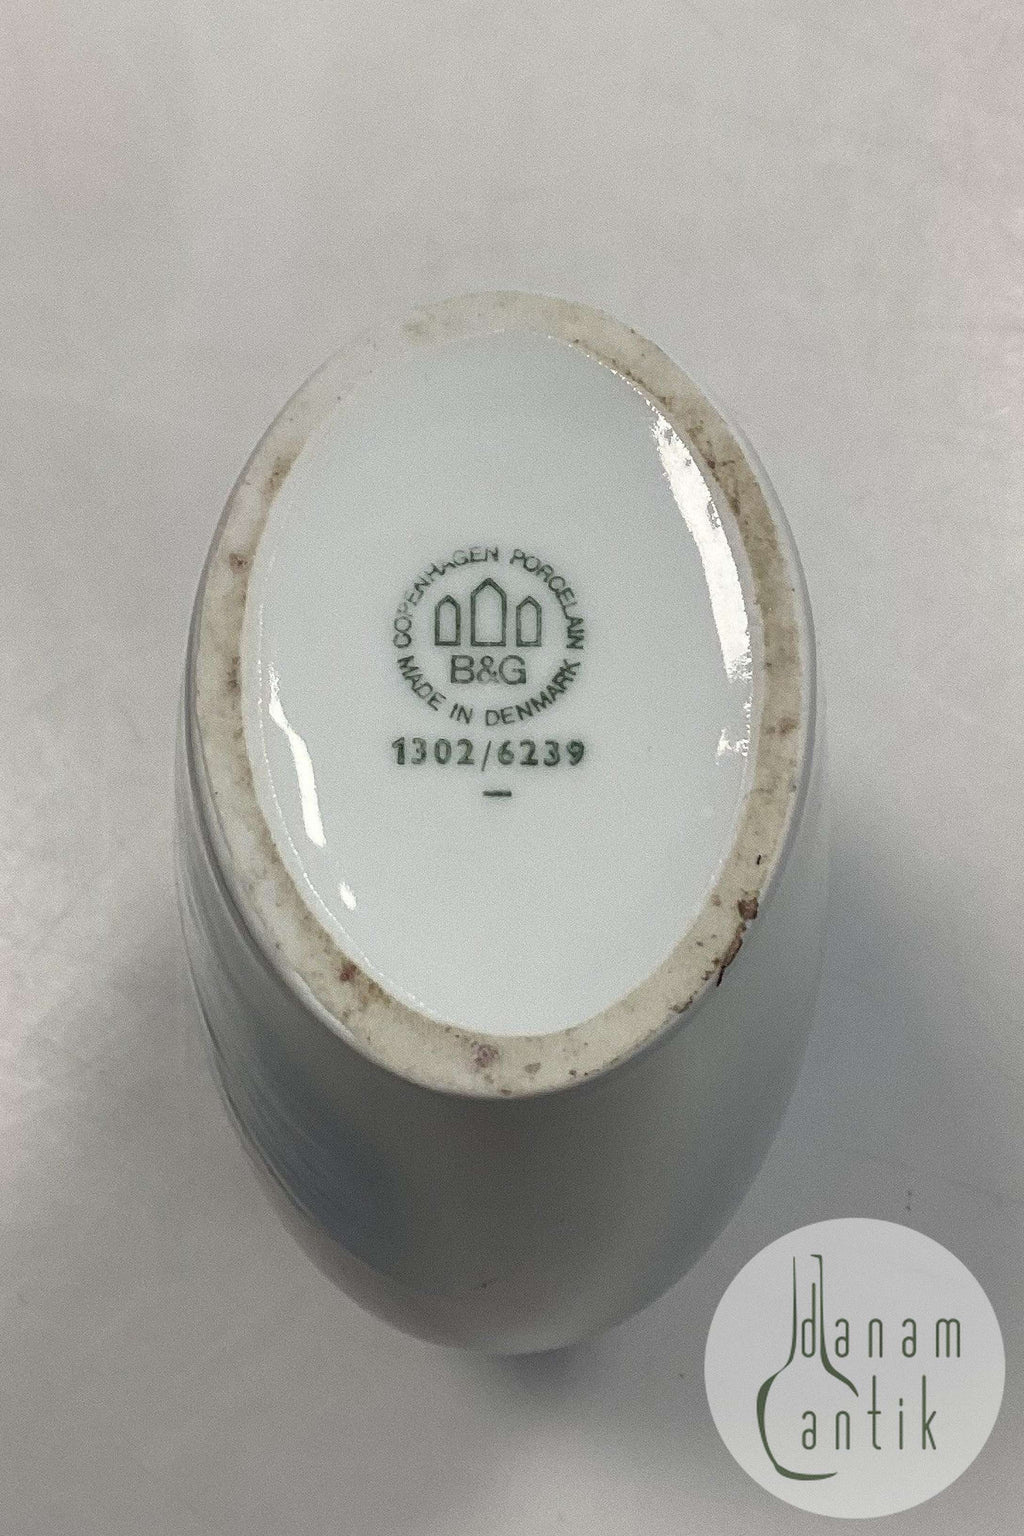 COPENHAGEN PORCELAIN
B&G
MADE IN DENMARK
1302/6239
danam
antik